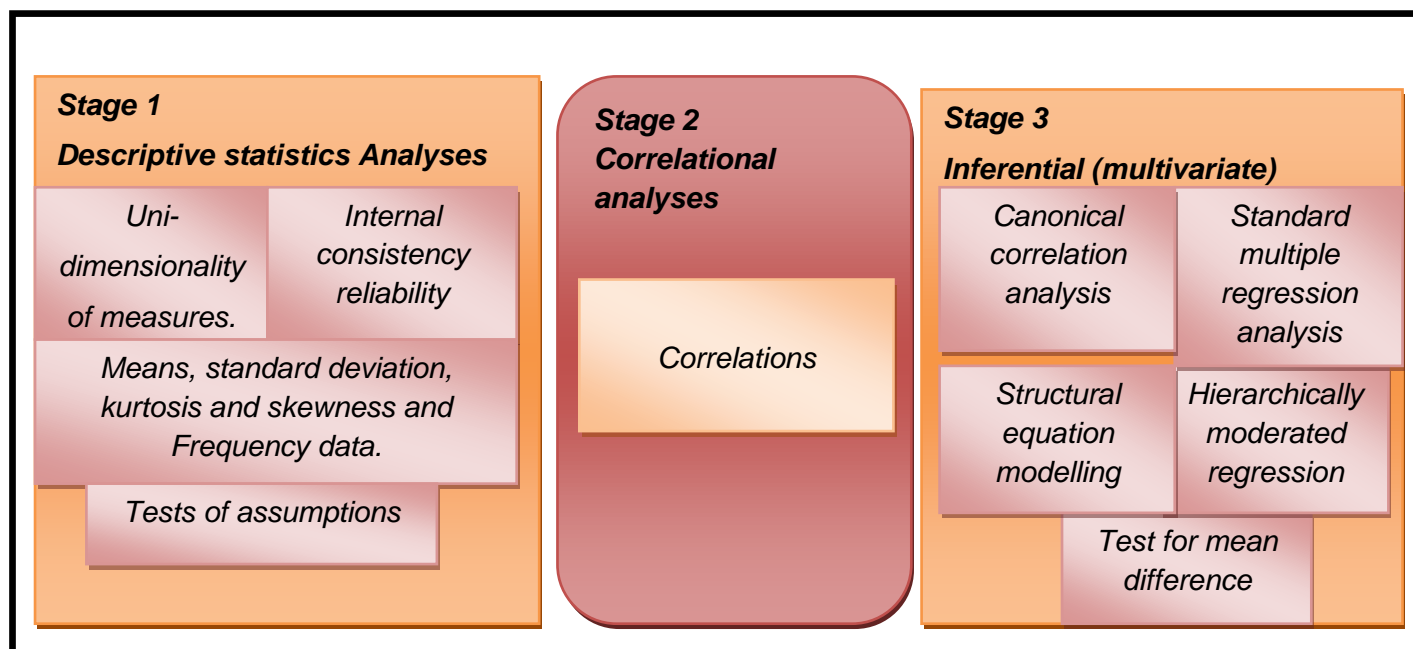 Stage 1
Descriptive statistics Analyses
Uni-
dimensionality
of measures.
Internal
consistency
reliability
Means, standard deviation,
kurtosis and skewness and
Frequency data.
Tests of assumptions
Stage 2
Correlational
analyses
Correlations
Stage 3
Inferential (multivariate)
Canonical
correlation
analysis
Standard
multiple
regression
analysis
Structural
equation
modelling
Hierarchically
moderated
regression
Test for mean
difference